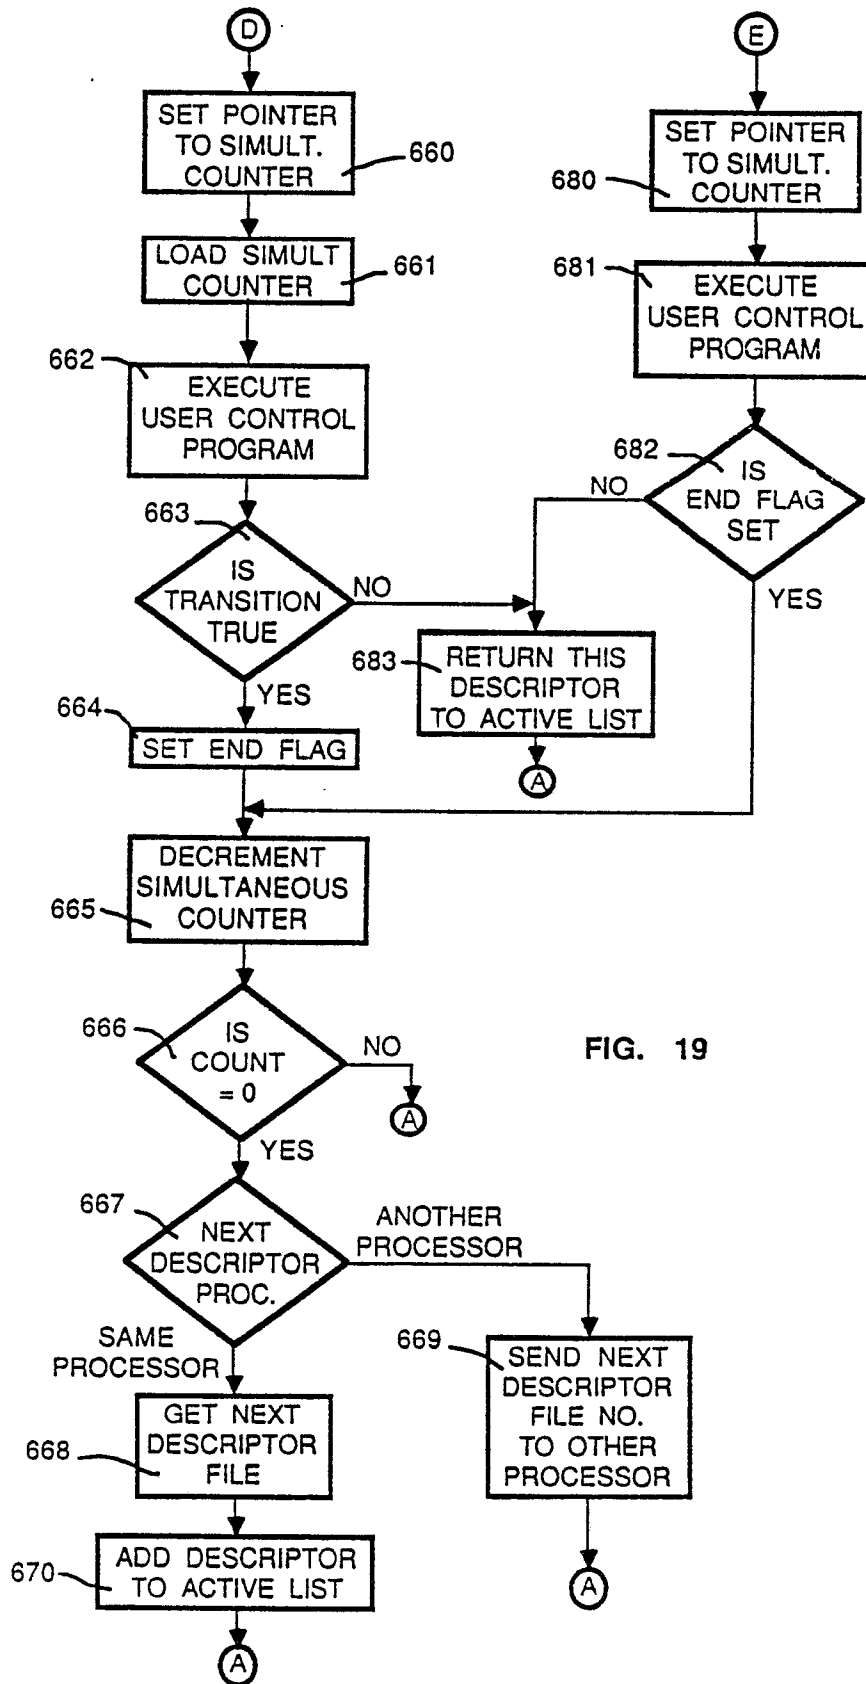 D
SET POINTER
TO SIMULT.
COUNTER
660
LOAD SIMULT
COUNTER
661
662
EXECUTE
USER CONTROL
PROGRAM
663
IS
TRANSITION
TRUE
NO
YES
664
SET END FLAG
E
SET POINTER
TO SIMULT.
COUNTER
680
681
EXECUTE
USER CONTROL
PROGRAM
682
IS
END FLAG
SET
NO
YES
683
RETURN THIS
DESCRIPTOR
TO ACTIVE LIST
A
DECREMENT
SIMULTANEOUS
COUNTER
665
666
IS
COUNT
= 0
NO
A
YES
FIG. 19
667
NEXT
DESCRIPTOR
PROC.
ANOTHER
PROCESSOR
SAME
PROCESSOR
669
SEND NEXT
DESCRIPTOR
FILE NO.
TO OTHER
PROCESSOR
A
GET NEXT
DESCRIPTOR
FILE
668
ADD DESCRIPTOR
TO ACTIVE LIST
670
A